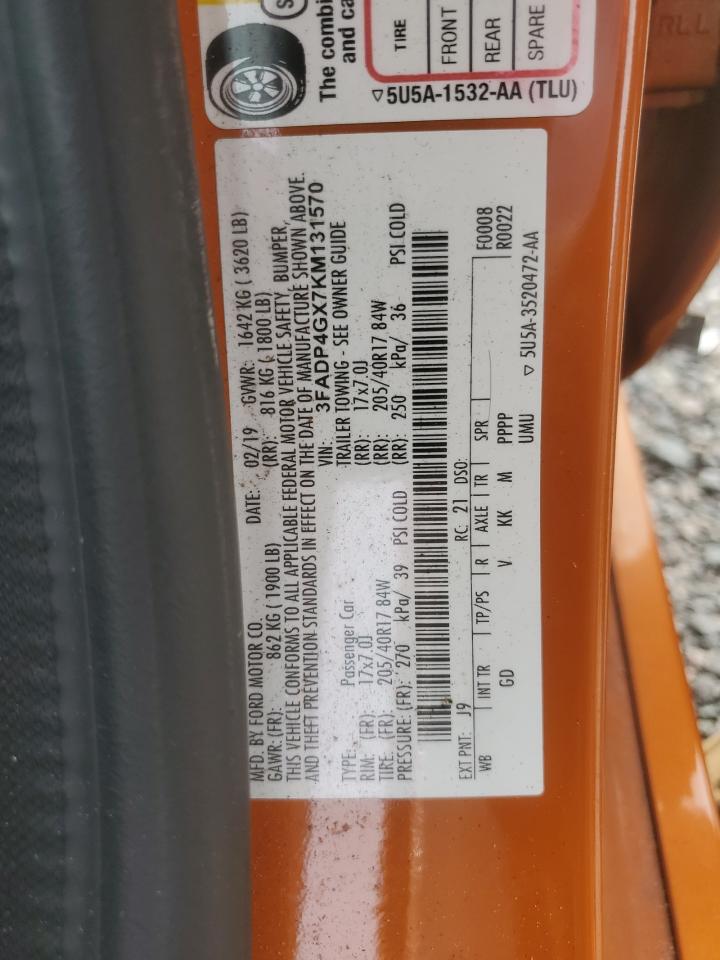 The combi
and ca
TIRE
FRONT
REAR
SPARE
▽5U5A-1532-AA (TLU)
MFD. BY FORD MOTOR CO. DATE: 02/19 GVWR: 1642 KG ( 3620 LB)
GAWR: (FR): 862 KG ( 1900 LB) (RR): 816 KG ( 1800 LB)
THIS VEHICLE CONFORMS TO ALL APPLICABLE FEDERAL MOTOR VEHICLE SAFETY, BUMPER,
AND THEFT PREVENTION STANDARDS IN EFFECT ON THE DATE OF MANUFACTURE SHOWN ABOVE.
VIN: 3FADP4GX7KM131570
TYPE: Passenger Car TRAILER TOWING - SEE OWNER GUIDE
RIM: (FR): 17x7.0J (RR): 17x7.0J
TIRE: (FR): 205/40R17 84W (RR): 205/40R17 84W
PRESSURE: (FR): 270 kPa/ 39 PSI COLD (RR): 250 kPa/ 36 PSI COLD
EXT PNT: J9 RC: 21 DSO: F0008
WB INT TR TP/PS R AXLE TR SPR R0022
GD V KK M PPPP
UMU
▽ 5U5A-3520472-AA